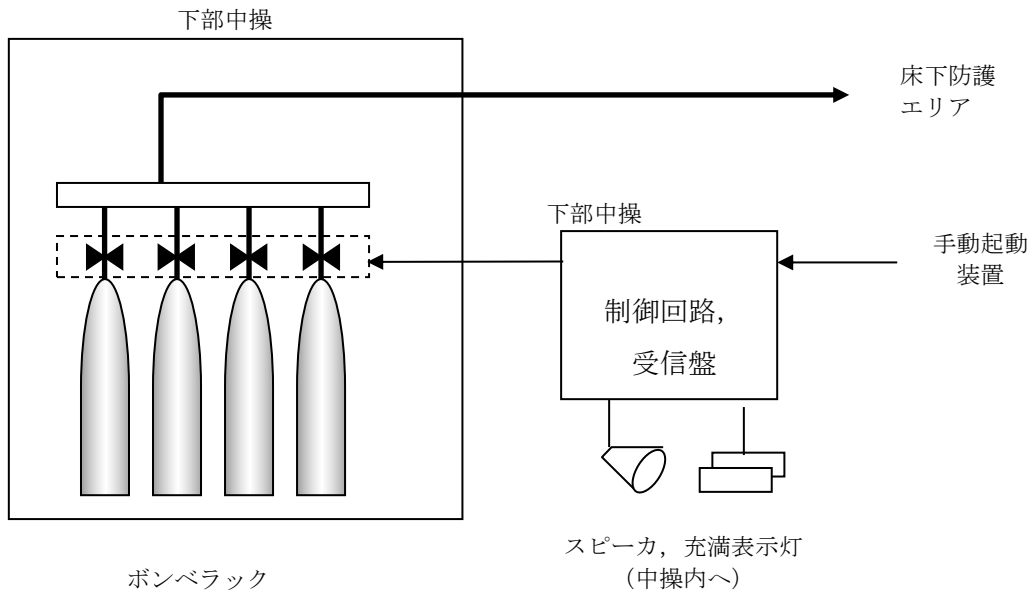 下部中操
床下防護
エリア
下部中操
手動起動
装置
制御回路，
受信盤
スピーカ，充満表示灯
（中操内へ）
ボンベラック